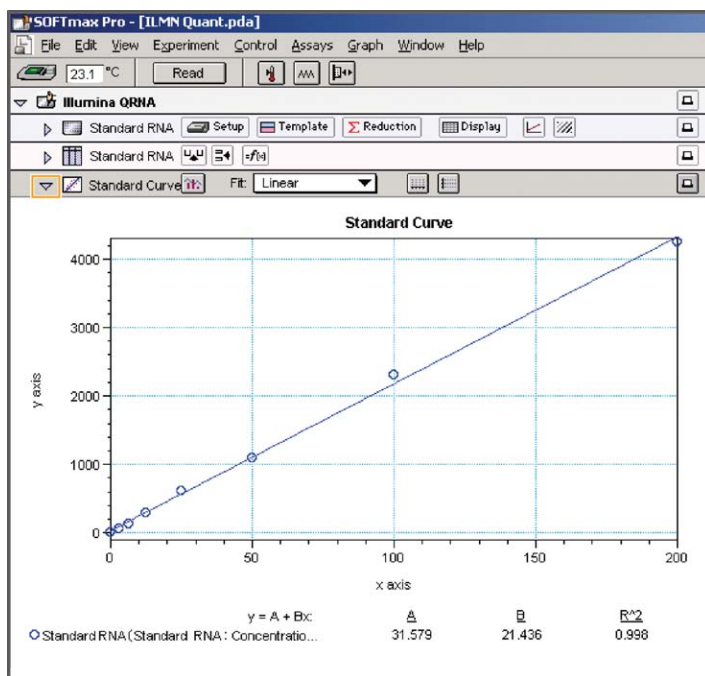 SOFTmax Pro - [ILMN Quant.pda]
File Edit View Experiment Control Assays Graph Window Help
23.1 °C Read
Illumina QRNA
Standard RNA Setup Template Σ Reduction Display
Standard RNA =f(x)
Standard Curve Fit: Linear
Standard Curve
4000
3000
2000
1000
0
y axis
0 50 100 150 200
x axis
y = A + Bx: A B R^2
Standard RNA (Standard RNA: Concentratio... 31.579 21.436 0.998